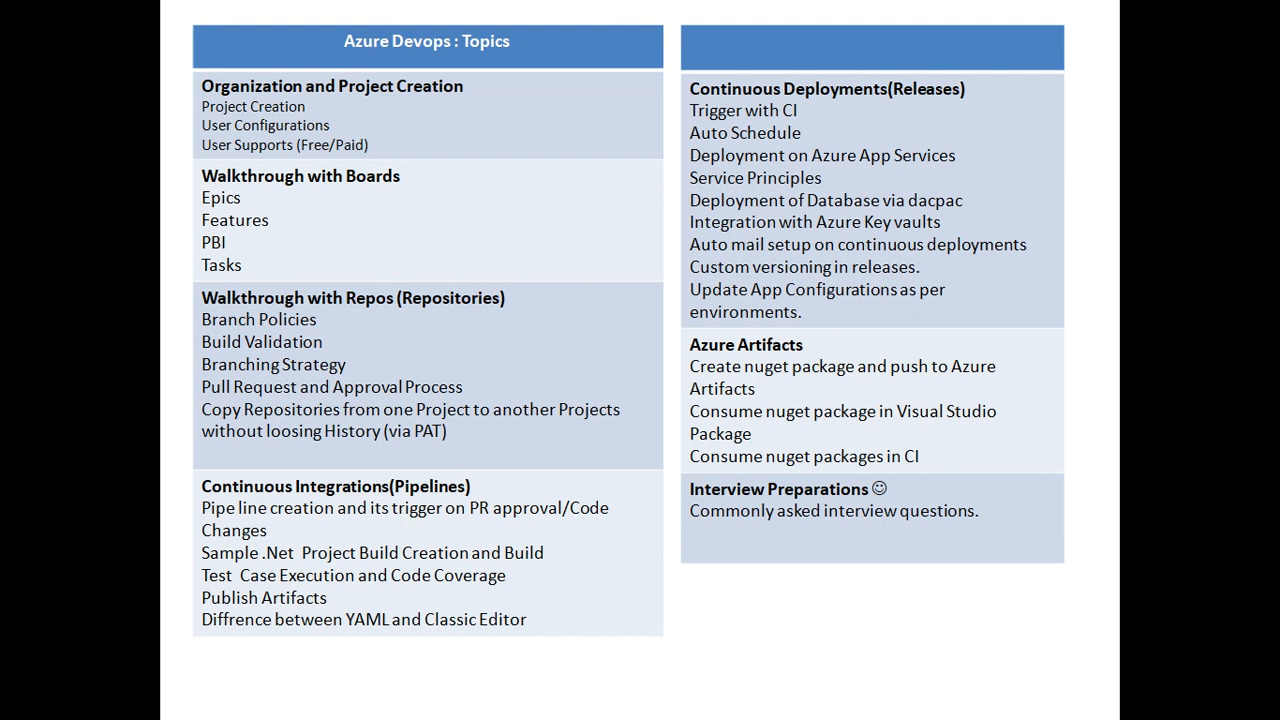 Azure Devops : Topics
Organization and Project Creation
Project Creation
User Configurations
User Supports (Free/Paid)
Walkthrough with Boards
Epics
Features
PBI
Tasks
Walkthrough with Repos (Repositories)
Branch Policies
Build Validation
Branching Strategy
Pull Request and Approval Process
Copy Repositories from one Project to another Projects
without loosing History (via PAT)
Continuous Integrations(Pipelines)
Pipe line creation and its trigger on PR approval/Code
Changes
Sample .Net Project Build Creation and Build
Test Case Execution and Code Coverage
Publish Artifacts
Diffrence between YAML and Classic Editor
Continuous Deployments(Releases)
Trigger with CI
Auto Schedule
Deployment on Azure App Services
Service Principles
Deployment of Database via dacpac
Integration with Azure Key vaults
Auto mail setup on continuous deployments
Custom versioning in releases.
Update App Configurations as per
environments.
Azure Artifacts
Create nuget package and push to Azure
Artifacts
Consume nuget package in Visual Studio
Package
Consume nuget packages in CI
Interview Preparations ☺
Commonly asked interview questions.